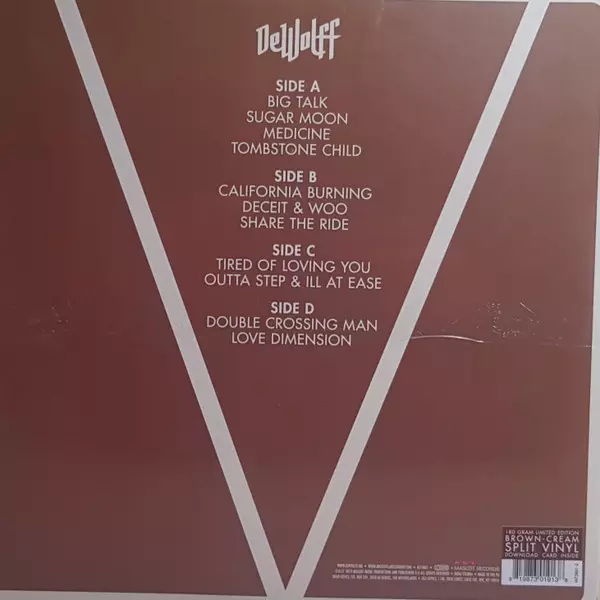 DeWolff
SIDE A
BIG TALK
SUGAR MOON
MEDICINE
TOMBSTONE CHILD
SIDE B
CALIFORNIA BURNING
DECEIT & WOO
SHARE THE RIDE
SIDE C
TIRED OF LOVING YOU
OUTTA STEP & ILL AT EASE
SIDE D
DOUBLE CROSSING MAN
LOVE DIMENSION
180 GRAM LIMITED EDITION
BROWN-CREAM
SPLIT VINYL
DOWNLOAD CARD INSIDE
MASCOT RECORDS